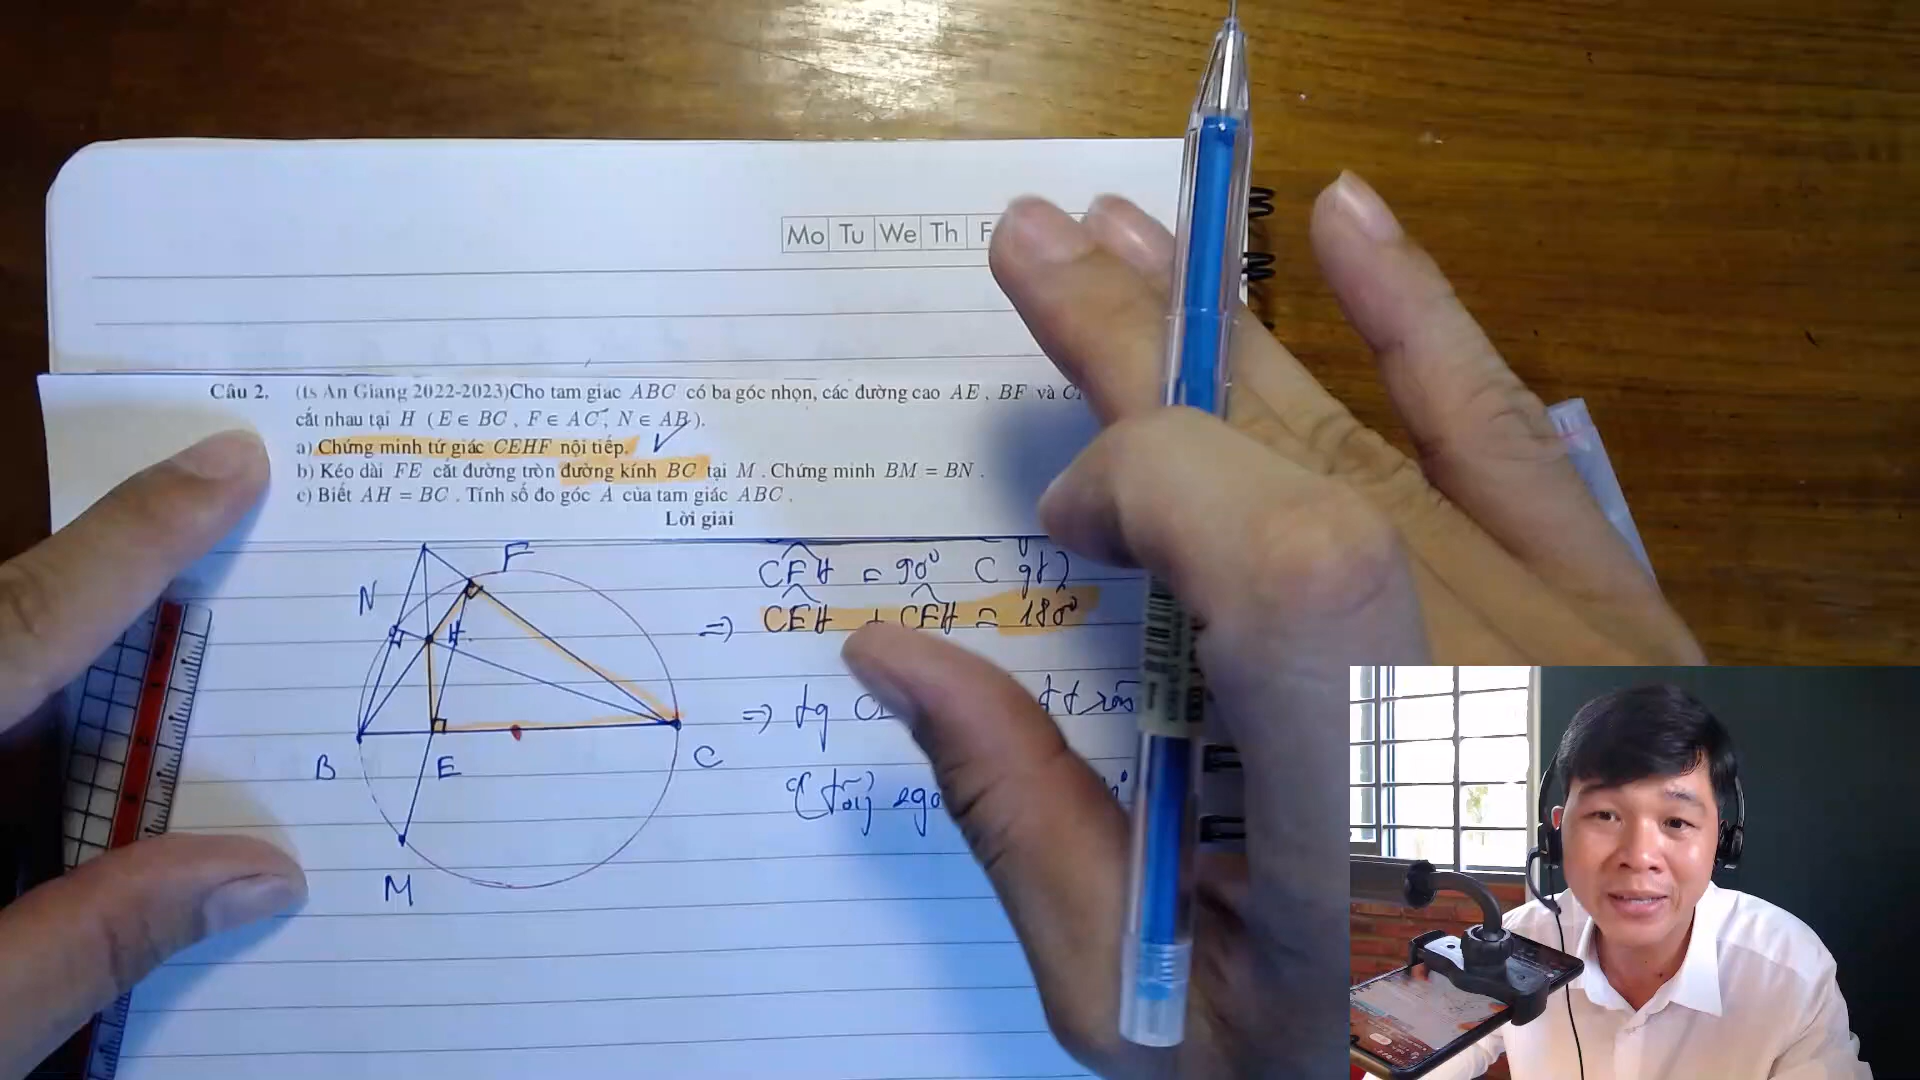 Mo Tu We Th F
Câu 2. (ts An Giang 2022-2023)Cho tam giác ABC có ba góc nhọn, các đường cao AE , BF và
cắt nhau tại H ( E ∈ BC , F ∈ AC, N ∈ AB ).
a) Chứng minh tứ giác CEHF nội tiếp.
b) Kéo dài FE cắt đường tròn đường kính BC tại M . Chứng minh BM = BN .
c) Biết AH = BC . Tính số đo góc A của tam giác ABC .
Lời giải
F
N
H
B
E
C
M
CFH = 90° ( gt)
=> CEH + CFH = 180°
=> tg
(tổng